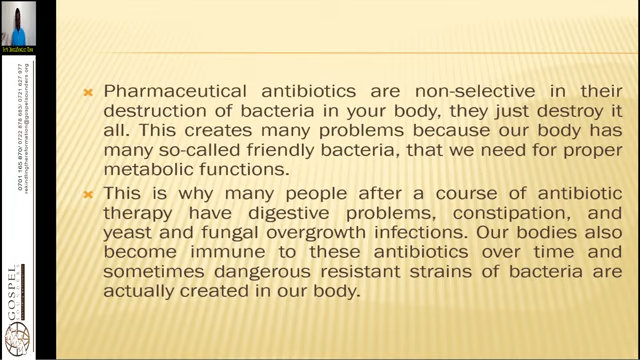 Pharmaceutical antibiotics are non-selective in their
destruction of bacteria in your body, they just destroy it
all. This creates many problems because our body has
many so-called friendly bacteria, that we need for proper
metabolic functions.
This is why many people after a course of antibiotic
therapy have digestive problems, constipation, and
yeast and fungal overgrowth infections. Our bodies also
become immune to these antibiotics over time and
sometimes dangerous resistant strains of bacteria are
actually created in our body.
GOSPEL